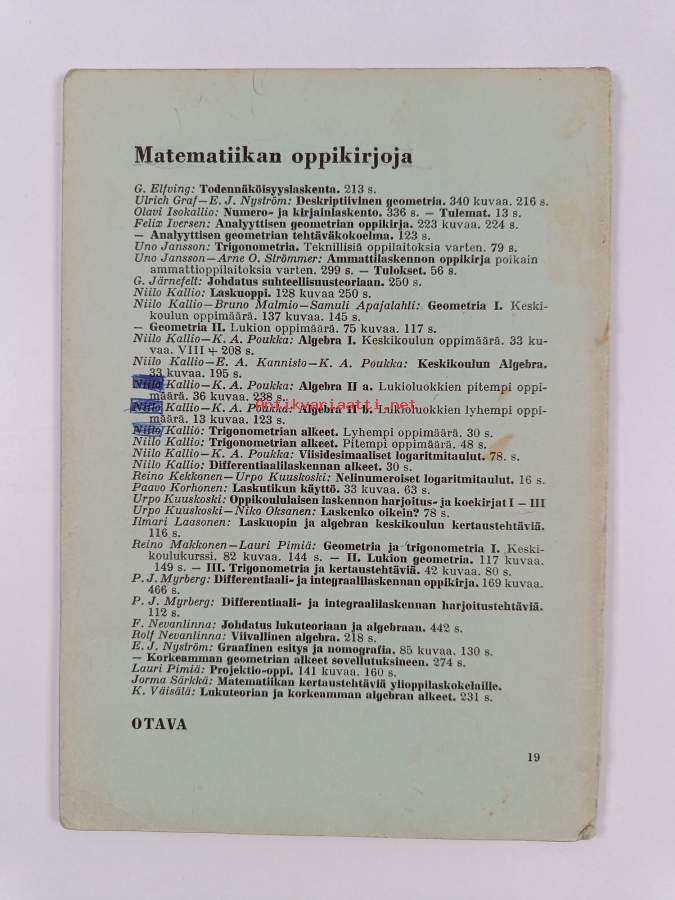 Matematiikan oppikirjoja
G. Elfving: Todennäköisyyslaskenta. 213 s.
Ulrich Graf—E. J. Nyström: Deskriptiivinen geometria. 340 kuvaa. 216 s.
Olavi Isokallio: Numero- ja kirjainlaskento. 336 s. — Tulemat. 13 s.
Felix Iversen: Analyyttisen geometrian oppikirja. 223 kuvaa. 224 s.
— Analyyttisen geometrian tehtäväkokoelma. 123 s.
Uno Jansson: Trigonometria. Teknillisiä oppilaitoksia varten. 79 s.
Uno Jansson—Arne O. Strömmer: Ammattilaskennon oppikirja poikain
ammattioppilaitoksia varten. 299 s. — Tulokset. 56 s.
G. Järnefelt: Johdatus suhteellisuusteoriaan. 250 s.
Niilo Kallio: Laskuoppi. 128 kuvaa 250 s.
Niilo Kallio—Bruno Malmio—Samuli Apajalahti: Geometria I. Keski-
koulun oppimäärä. 137 kuvaa. 145 s.
— Geometria II. Lukion oppimäärä. 75 kuvaa. 117 s.
Niilo Kallio—K. A. Poukka: Algebra I. Keskikoulun oppimäärä. 33 ku-
vaa. VIII + 208 s.
Niilo Kallio—E. A. Kannisto—K. A. Poukka: Keskikoulun Algebra.
33 kuvaa. 195 s.
Niilo Kallio—K. A. Poukka: Algebra II a. Lukioluokkien pitempi oppi-
määrä. 36 kuvaa. 238 s.
antikvariaatti.net
Niilo Kallio—K. A. Poukka: Algebra II b. Lukioluokkien lyhempi oppi-
määrä. 13 kuvaa. 123 s.
Niilo Kallio: Trigonometrian alkeet. Lyhempi oppimäärä. 30 s.
Niilo Kallio: Trigonometrian alkeet. Pitempi oppimäärä. 48 s.
Niilo Kallio—K. A. Poukka: Viisidesimaaliset logaritmitaulut. 78. s.
Niilo Kallio: Differentiaalilaskennan alkeet. 30 s.
Reino Kekkonen—Urpo Kuuskoski: Nelinumeroiset logaritmitaulut. 16 s.
Paavo Korhonen: Laskutikun käyttö. 33 kuvaa. 63 s.
Urpo Kuuskoski: Oppikoululaisen laskennon harjoitus- ja koekirjat I — III
Urpo Kuuskoski—Niko Oksanen: Laskenko oikein? 78 s.
Ilmari Laasonen: Laskuopin ja algebran keskikoulun kertaustehtäviä.
116 s.
Reino Makkonen—Lauri Pimiä: Geometria ja trigonometria I. Keski-
koulukurssi. 82 kuvaa. 144 s. — II. Lukion geometria. 117 kuvaa.
149 s. — III. Trigonometria ja kertaustehtäviä. 42 kuvaa. 80 s.
P. J. Myrberg: Differentiaali- ja integraalilaskennan oppikirja. 169 kuvaa.
466 s.
P. J. Myrberg: Differentiaali- ja integraalilaskennan harjoitustehtäviä.
112 s.
F. Nevanlinna: Johdatus lukuteoriaan ja algebraan. 442 s.
Rolf Nevanlinna: Viivallinen algebra. 218 s.
E. J. Nyström: Graafinen esitys ja nomografia. 85 kuvaa. 130 s.
— Korkeamman geometrian alkeet sovellutuksineen. 274 s.
Lauri Pimiä: Projektio-oppi. 141 kuvaa. 160 s.
Jorma Särkkä: Matematiikan kertaustehtäviä ylioppilaskokelaille.
K. Väisälä: Lukuteorian ja korkeamman algebran alkeet. 231 s.
OTAVA
19